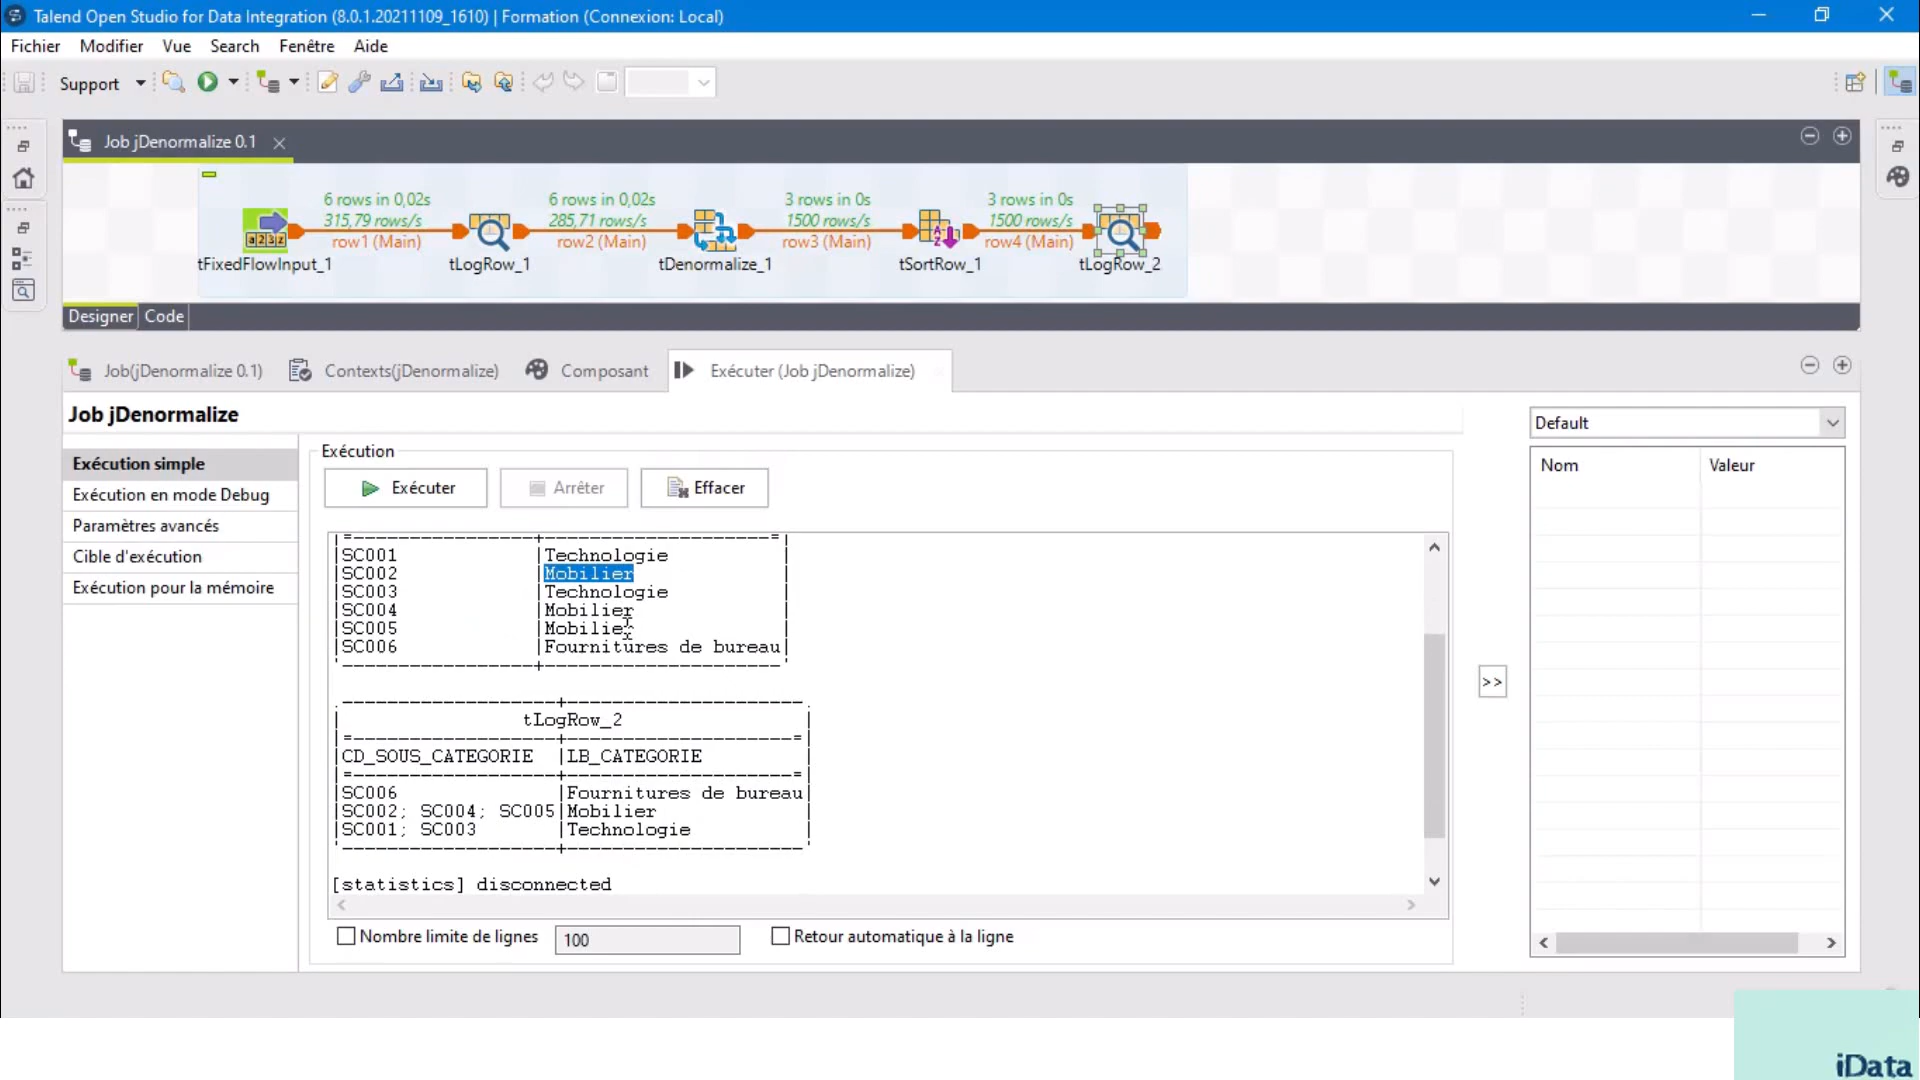 Talend Open Studio for Data Integration (8.0.1.20211109_1610) | Formation (Connexion: Local)
Fichier Modifier Vue Search Fenêtre Aide
Support
Job jDenormalize 0.1
6 rows in 0,02s 6 rows in 0,02s 3 rows in 0s 3 rows in 0s
315,79 rows/s 285,71 rows/s 1500 rows/s 1500 rows/s
row1 (Main) row2 (Main) row3 (Main) row4 (Main)
tFixedFlowInput_1 tLogRow_1 tDenormalize_1 tSortRow_1 tLogRow_2
Designer Code
Job(jDenormalize 0.1) Contexts(jDenormalize) Composant Exécuter (Job jDenormalize)
Job jDenormalize
Default
Exécution simple
Exécution en mode Debug
Paramètres avancés
Cible d'exécution
Exécution pour la mémoire
Exécution
Exécuter Arrêter Effacer
|=------------------+---------------------=|
|SC001 |Technologie |
|SC002 |Mobilier |
|SC003 |Technologie |
|SC004 |Mobilier |
|SC005 |Mobilier |
|SC006 |Fournitures de bureau|
'------------------+---------------------'
.--------------------+---------------------.
| tLogRow_2 |
|=-------------------+--------------------=|
|CD_SOUS_CATEGORIE |LB_CATEGORIE |
|=-------------------+--------------------=|
|SC006 |Fournitures de bureau|
|SC002; SC004; SC005|Mobilier |
|SC001; SC003 |Technologie |
'--------------------+---------------------'
[statistics] disconnected
Nombre limite de lignes 100 Retour automatique à la ligne
>>
Nom Valeur
iData